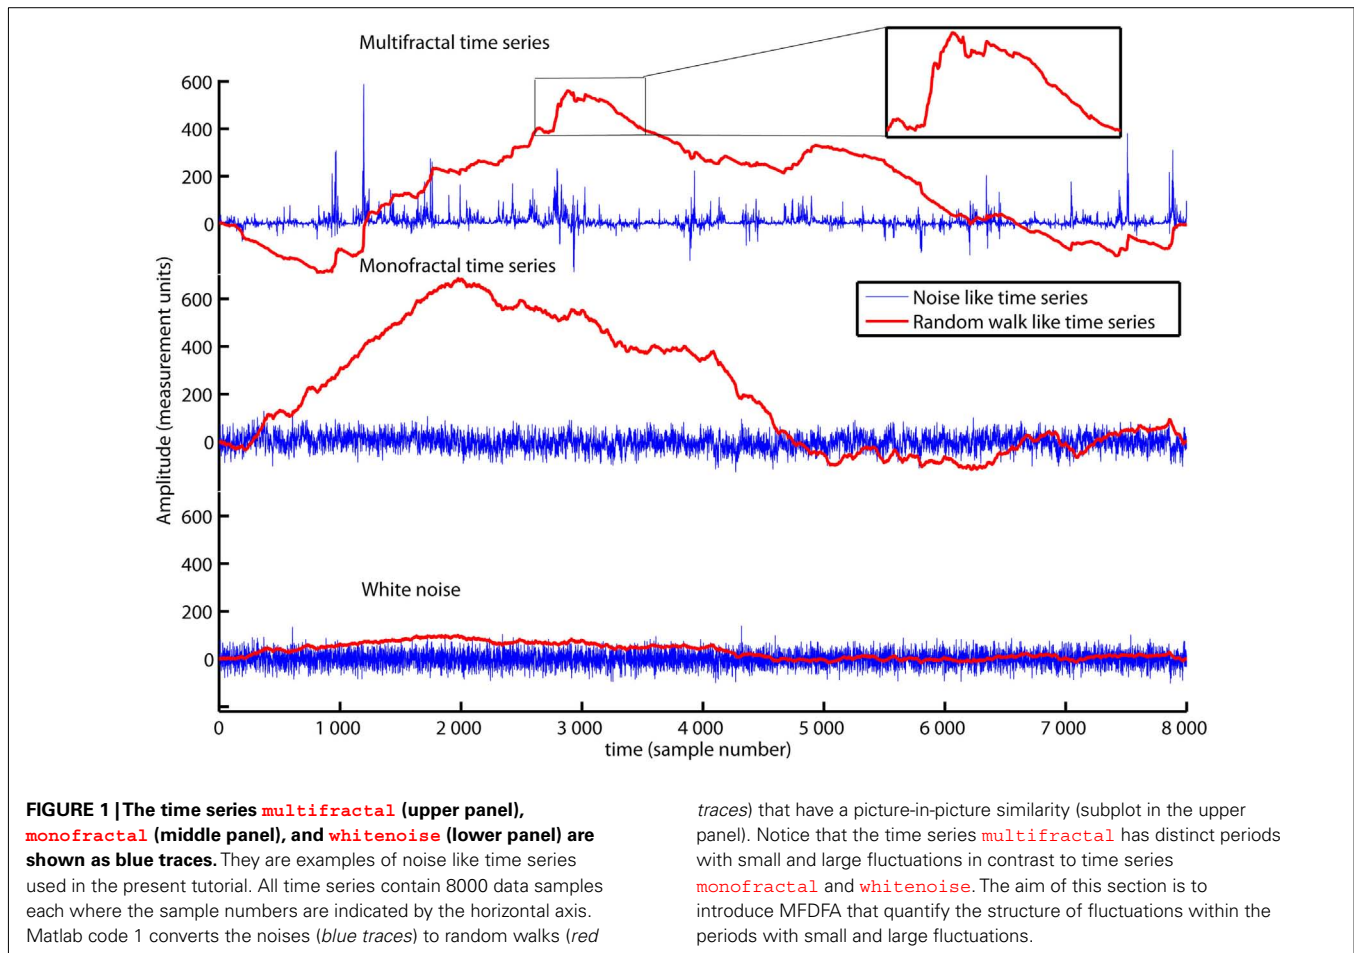 Multifractal time series
600
400
200
0
Monofractal time series
Noise like time series
Random walk like time series
600
400
200
0
Amplitude (measurement units)
White noise
600
400
200
0
0 1 000 2 000 3 000 4 000 5 000 6 000 7 000 8 000
time (sample number)
FIGURE 1 | The time series multifractal (upper panel),
monofractal (middle panel), and whitenoise (lower panel) are
shown as blue traces. They are examples of noise like time series
used in the present tutorial. All time series contain 8000 data samples
each where the sample numbers are indicated by the horizontal axis.
Matlab code 1 converts the noises (blue traces) to random walks (red
traces) that have a picture-in-picture similarity (subplot in the upper
panel). Notice that the time series multifractal has distinct periods
with small and large fluctuations in contrast to time series
monofractal and whitenoise. The aim of this section is to
introduce MFDFA that quantify the structure of fluctuations within the
periods with small and large fluctuations.